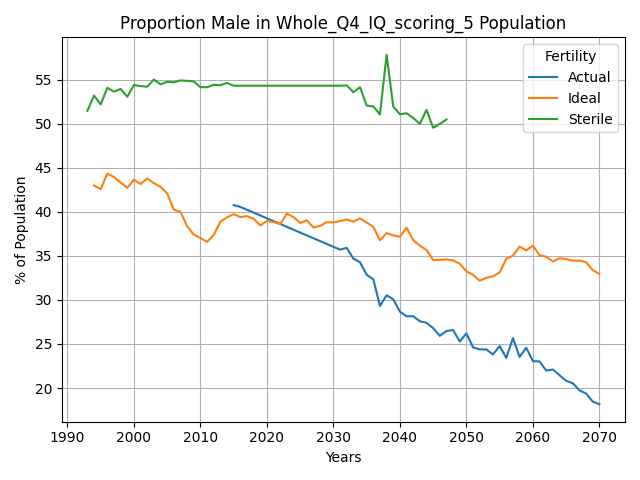 Proportion Male in Whole_Q4_IQ_scoring_5 Population
Fertility
Actual
Ideal
Sterile
% of Population
55
50
45
40
35
30
25
20
1990
2000
2010
2020
2030
2040
2050
2060
2070
Years